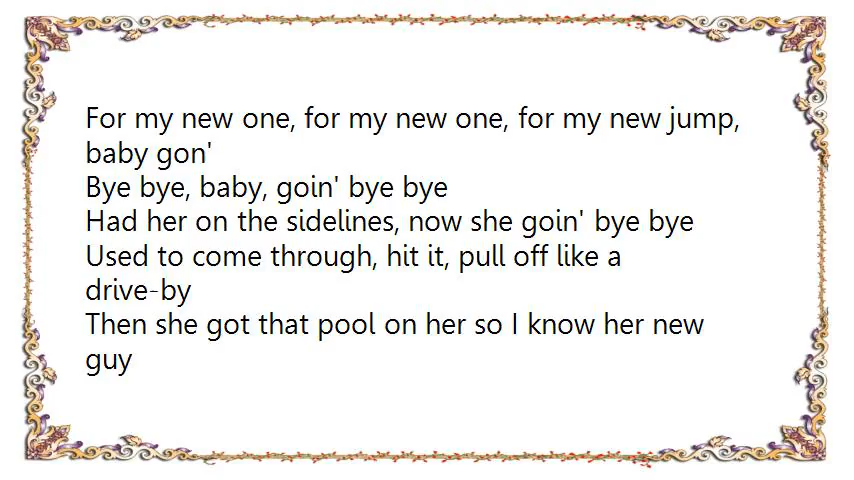 For my new one, for my new one, for my new jump,
baby gon'
Bye bye, baby, goin' bye bye
Had her on the sidelines, now she goin' bye bye
Used to come through, hit it, pull off like a
drive-by
Then she got that pool on her so I know her new
guy